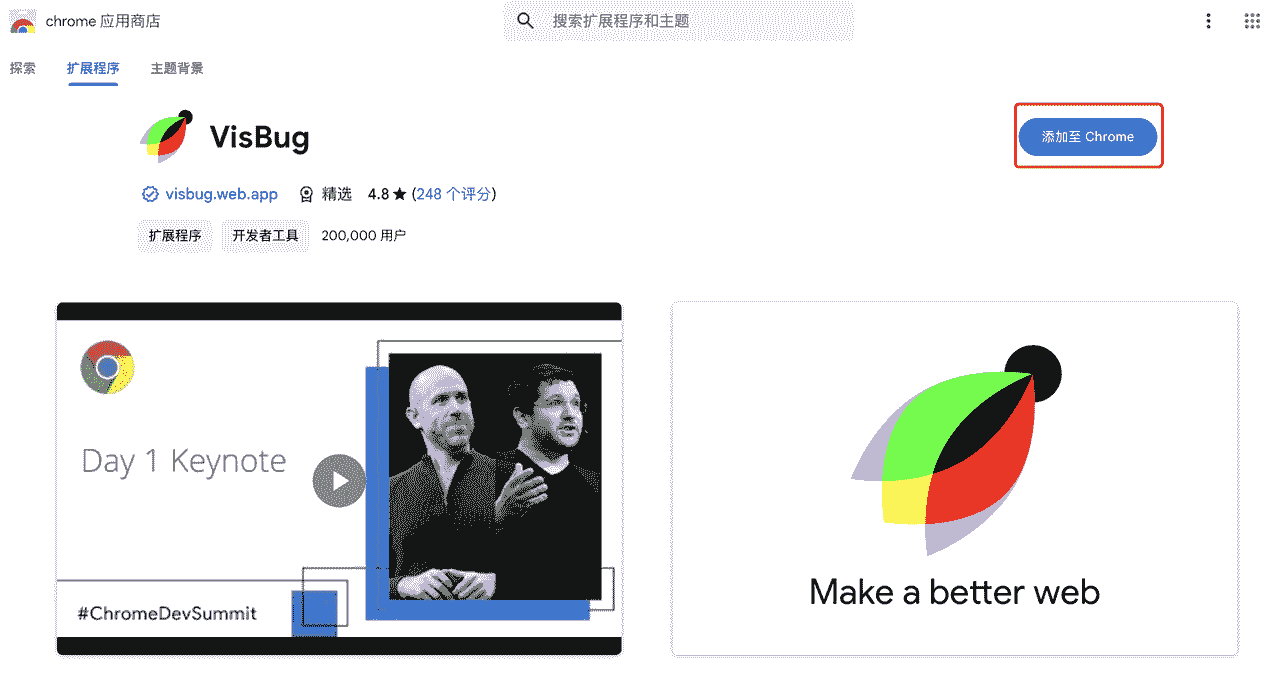 chrome 应用商店
搜索扩展程序和主题
探索 扩展程序 主题背景
VisBug
添加至 Chrome
visbug.web.app 精选 4.8 ★ (248 个评分)
扩展程序 开发者工具 200,000 用户
Day 1 Keynote
#ChromeDevSummit
Make a better web